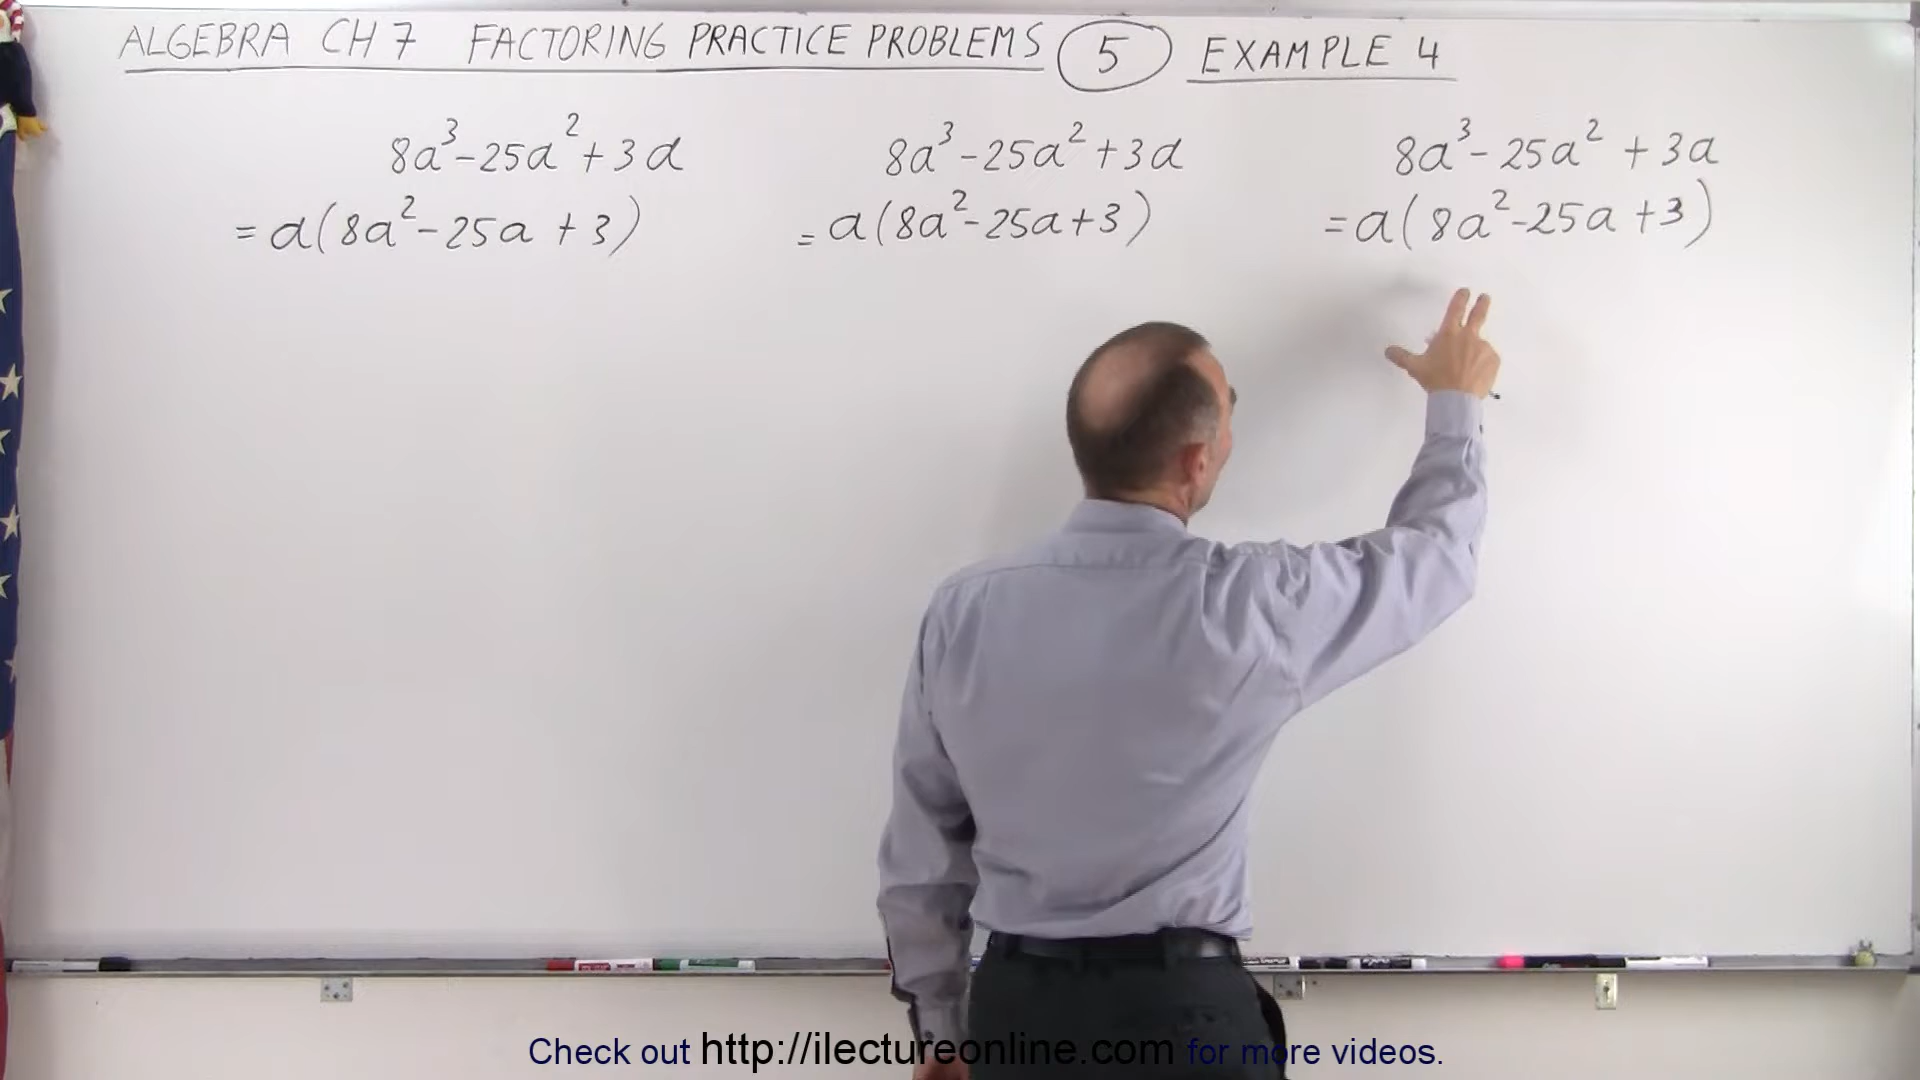 ALGEBRA CH 7 FACTORING PRACTICE PROBLEMS 5 EXAMPLE 4
8a³-25a²+3a
=a(8a²-25a+3)
8a³-25a²+3a
=a(8a²-25a+3)
8a³-25a²+3a
=a(8a²-25a+3)
Check out http://ilectureonline.com for more videos.